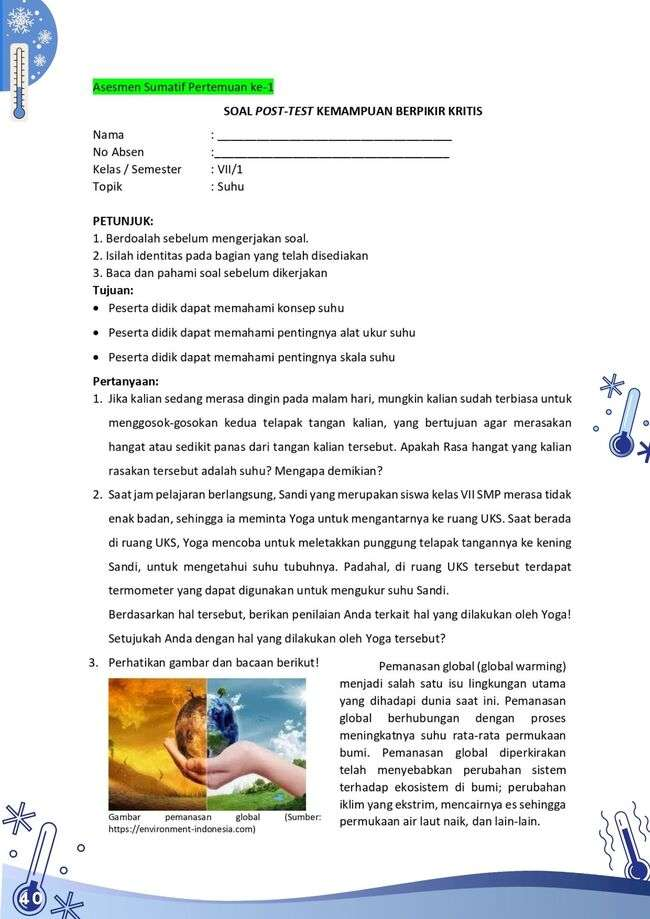 Asesmen Sumatif Pertemuan ke-1
SOAL POST-TEST KEMAMPUAN BERPIKIR KRITIS
Nama : ____________________________________
No Absen :____________________________________
Kelas / Semester : VII/1
Topik : Suhu
PETUNJUK:
1. Berdoalah sebelum mengerjakan soal.
2. Isilah identitas pada bagian yang telah disediakan
3. Baca dan pahami soal sebelum dikerjakan
Tujuan:
• Peserta didik dapat memahami konsep suhu
• Peserta didik dapat memahami pentingnya alat ukur suhu
• Peserta didik dapat memahami pentingnya skala suhu
Pertanyaan:
1. Jika kalian sedang merasa dingin pada malam hari, mungkin kalian sudah terbiasa untuk
menggosok-gosokan kedua telapak tangan kalian, yang bertujuan agar merasakan
hangat atau sedikit panas dari tangan kalian tersebut. Apakah Rasa hangat yang kalian
rasakan tersebut adalah suhu? Mengapa demikian?
2. Saat jam pelajaran berlangsung, Sandi yang merupakan siswa kelas VII SMP merasa tidak
enak badan, sehingga ia meminta Yoga untuk mengantarnya ke ruang UKS. Saat berada
di ruang UKS, Yoga mencoba untuk meletakkan punggung telapak tangannya ke kening
Sandi, untuk mengetahui suhu tubuhnya. Padahal, di ruang UKS tersebut terdapat
termometer yang dapat digunakan untuk mengukur suhu Sandi.
Berdasarkan hal tersebut, berikan penilaian Anda terkait hal yang dilakukan oleh Yoga!
Setujukah Anda dengan hal yang dilakukan oleh Yoga tersebut?
3. Perhatikan gambar dan bacaan berikut!
Gambar pemanasan global (Sumber:
https://environment-indonesia.com)
Pemanasan global (global warming)
menjadi salah satu isu lingkungan utama
yang dihadapi dunia saat ini. Pemanasan
global berhubungan dengan proses
meningkatnya suhu rata-rata permukaan
bumi. Pemanasan global diperkirakan
telah menyebabkan perubahan sistem
terhadap ekosistem di bumi; perubahan
iklim yang ekstrim, mencairnya es sehingga
permukaan air laut naik, dan lain-lain.
40